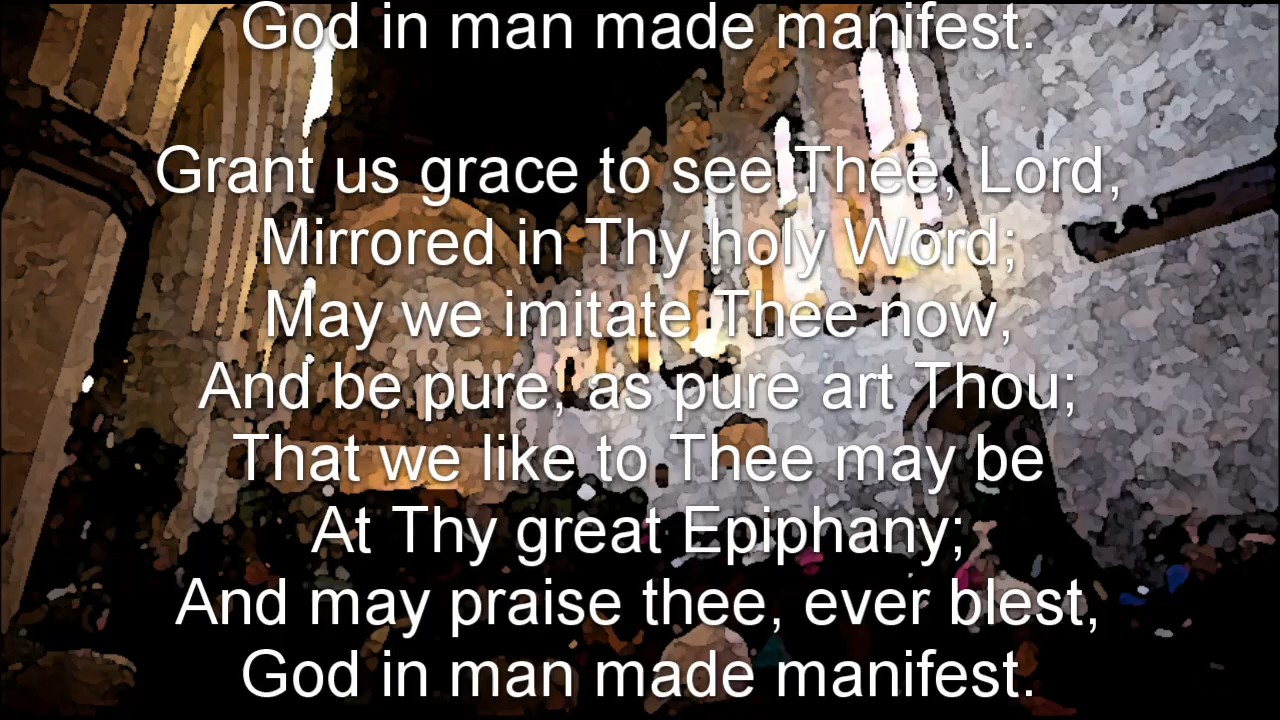 God in man made manifest.
Grant us grace to see Thee, Lord,
Mirrored in Thy holy Word;
May we imitate Thee now,
And be pure, as pure art Thou;
That we like to Thee may be
At Thy great Epiphany;
And may praise thee, ever blest,
God in man made manifest.